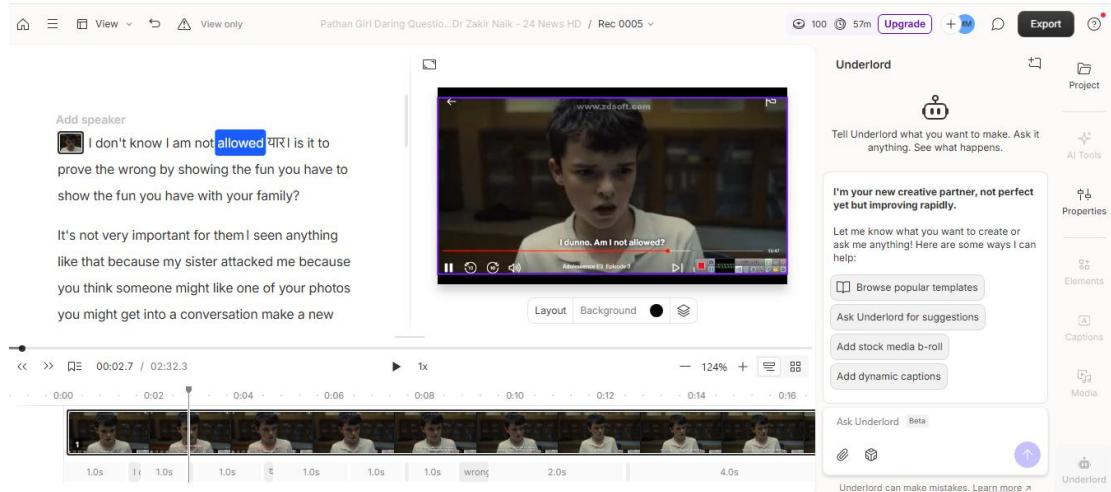 View
View only
Pathan Girl Daring Questio...Dr Zakir Naik - 24 News HD / Rec 0005
100
57m
Upgrade
+
Export
?
Add speaker
I don't know I am not allowed यार। is it to
prove the wrong by showing the fun you have to
show the fun you have with your family?
It's not very important for them। seen anything
like that because my sister attacked me because
you think someone might like one of your photos
you might get into a conversation make a new
www.zdsoft.com
I dunno. Am I not allowed?
Adolescence E3 Episode 3
Layout
Background
Underlord
Tell Underlord what you want to make. Ask it
anything. See what happens.
I'm your new creative partner, not perfect
yet but improving rapidly.
Let me know what you want to create or
ask me anything! Here are some ways I can
help:
Browse popular templates
Ask Underlord for suggestions
Add stock media b-roll
Add dynamic captions
Ask Underlord Beta
Underlord can make mistakes. Learn more ↗
Project
AI Tools
Properties
Elements
Captions
Media
Underlord
00:02.7 / 02:32.3
1x
124%
0:00 0:02 0:04 0:06 0:08 0:10 0:12 0:14 0:16
1
1.0s 1.0s 1.0s 1.0s 1.0s 1.0s wrong 2.0s 4.0s